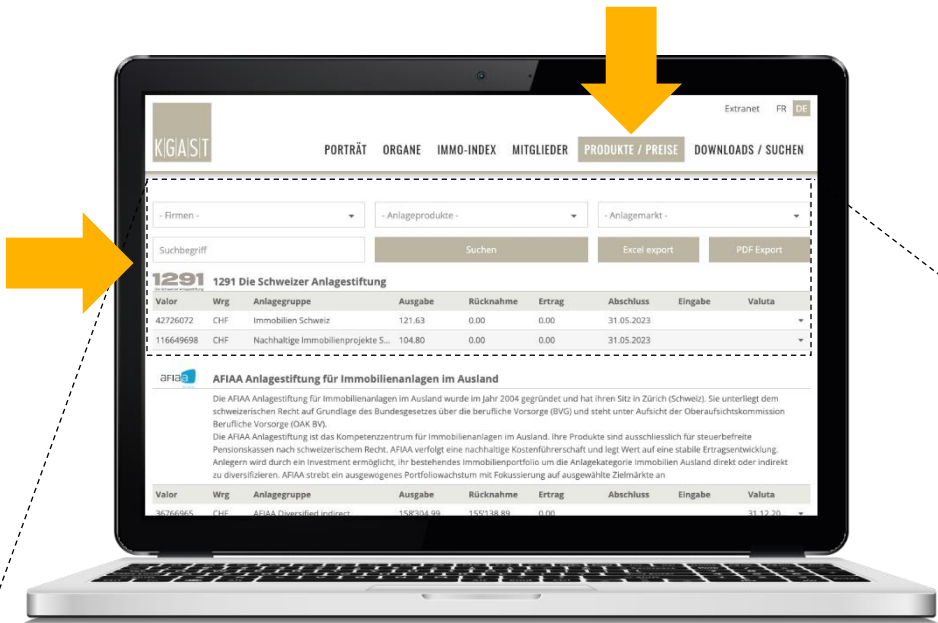 Extranet FR DE
K|G|A|S|T
PORTRÄT ORGANE IMMO-INDEX MITGLIEDER PRODUKTE / PREISE DOWNLOADS / SUCHEN
- Firmen - - Anlageprodukte - - Anlagemarkt -
Suchbegriff Suchen Excel export PDF Export
1291 1291 Die Schweizer Anlagestiftung
Valor Wrg Anlagegruppe Ausgabe Rücknahme Ertrag Abschluss Eingabe Valuta
42726072 CHF Immobilien Schweiz 121.63 0.00 0.00 31.05.2023
116649698 CHF Nachhaltige Immobilienprojekte S... 104.80 0.00 0.00 31.05.2023
afiaa AFIAA Anlagestiftung für Immobilienanlagen im Ausland
Die AFIAA Anlagestiftung für Immobilienanlagen im Ausland wurde im Jahr 2004 gegründet und hat ihren Sitz in Zürich (Schweiz). Sie unterliegt dem
schweizerischen Recht auf Grundlage des Bundesgesetzes über die berufliche Vorsorge (BVG) und steht unter Aufsicht der Oberaufsichtskommission
Berufliche Vorsorge (OAK BV).
Die AFIAA Anlagestiftung ist das Kompetenzzentrum für Immobilienanlagen im Ausland. Ihre Produkte sind ausschliesslich für steuerbefreite
Pensionskassen nach schweizerischem Recht. AFIAA verfolgt eine nachhaltige Kostenführerschaft und legt Wert auf eine stabile Ertragsentwicklung.
Anlegern wird durch ein Investment ermöglicht, ihr bestehendes Immobilienportfolio um die Anlagekategorie Immobilien Ausland direkt oder indirekt
zu diversifizieren. AFIAA strebt ein ausgewogenes Portfoliowachstum mit Fokussierung auf ausgewählte Zielmärkte an
Valor Wrg Anlagegruppe Ausgabe Rücknahme Ertrag Abschluss Eingabe Valuta
36766965 CHF AFIAA Diversified indirect 158'304.99 155'138.89 0.00 31.12.20...